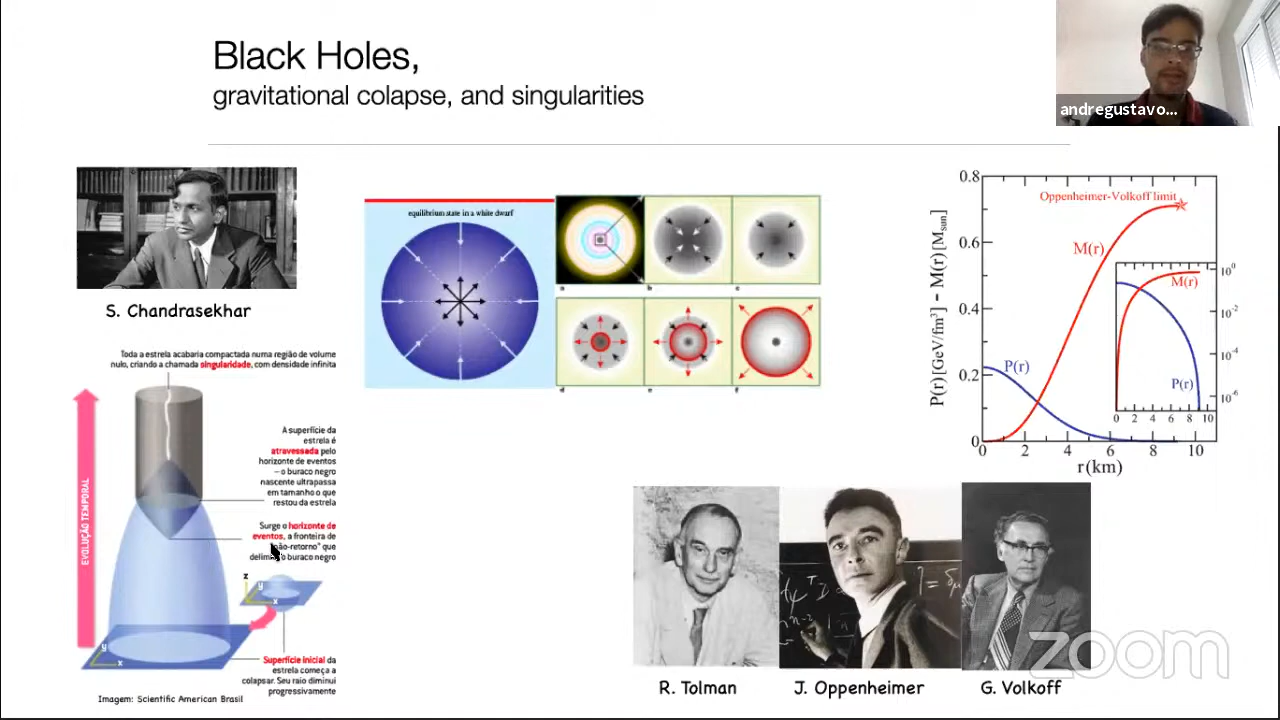 Black Holes,
gravitational colapse, and singularities
andregustavo...
S. Chandrasekhar
Toda a estrela acabaria compactada numa região de volume
nulo, criando a chamada singularidade, com densidade infinita
A superfície da
estrela é
atravessada pelo
horizonte de eventos
– o buraco negro
nascente ultrapassa
em tamanho o que
restou da estrela
Surge o horizonte de
eventos, a fronteira de
não-retorno" que
o buraco negro
EVOLUÇÃO TEMPORAL
z
y
x
y
x
Superfície inicial da
estrela começa a
colapsar. Seu raio diminui
progressivamente
Imagem: Scientific American Brasil
equilibrium state in a white dwarf
a
b
c
d
e
f
P(r) [GeV/fm³] - M(r) [Msun]
0.8
0.6
0.4
0.2
0
Oppenheimer-Volkoff limit
M(r)
P(r)
0 2 4 6 8 10
r(km)
M(r)
P(r)
10⁰
10⁻²
10⁻⁴
10⁻⁶
0 2 4 6 8 10
R. Tolman
J. Oppenheimer
G. Volkoff
zoom